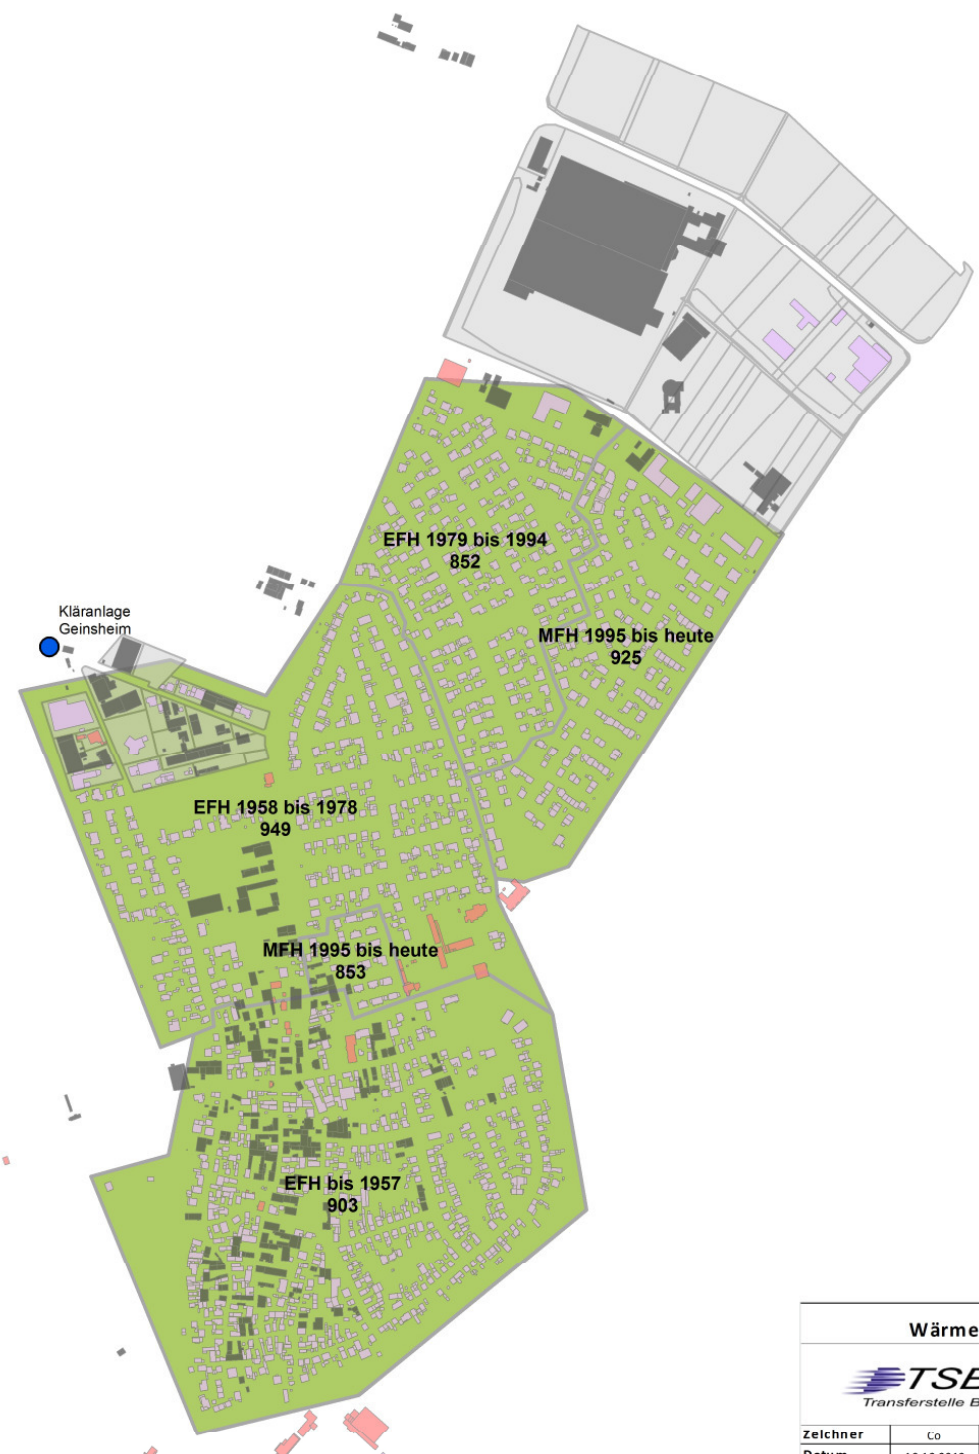 EFH 1979 bis 1994
852
Kläranlage
Geinsheim
MFH 1995 bis heute
925
EFH 1958 bis 1978
949
MFH 1995 bis heute
853
EFH bis 1957
903
Wärme
TSB
Transferstelle B
Zeichner Co
Datum